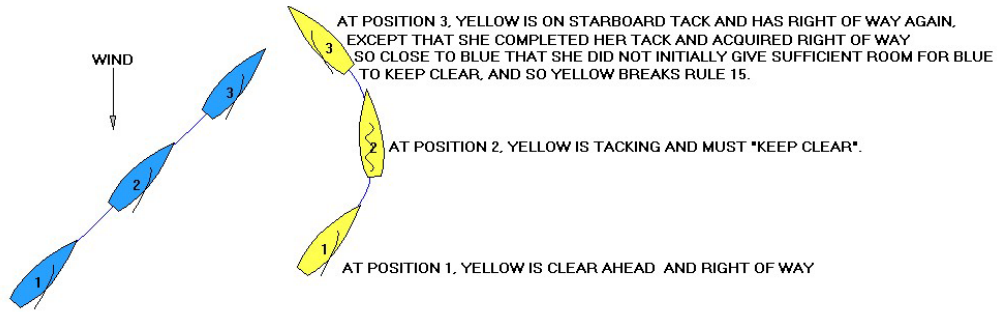 AT POSITION 3, YELLOW IS ON STARBOARD TACK AND HAS RIGHT OF WAY AGAIN,
EXCEPT THAT SHE COMPLETED HER TACK AND ACQUIRED RIGHT OF WAY
SO CLOSE TO BLUE THAT SHE DID NOT INITIALLY GIVE SUFFICIENT ROOM FOR BLUE
TO KEEP CLEAR, AND SO YELLOW BREAKS RULE 15.
WIND
3
3
2
AT POSITION 2, YELLOW IS TACKING AND MUST "KEEP CLEAR".
2
1
AT POSITION 1, YELLOW IS CLEAR AHEAD AND RIGHT OF WAY
1